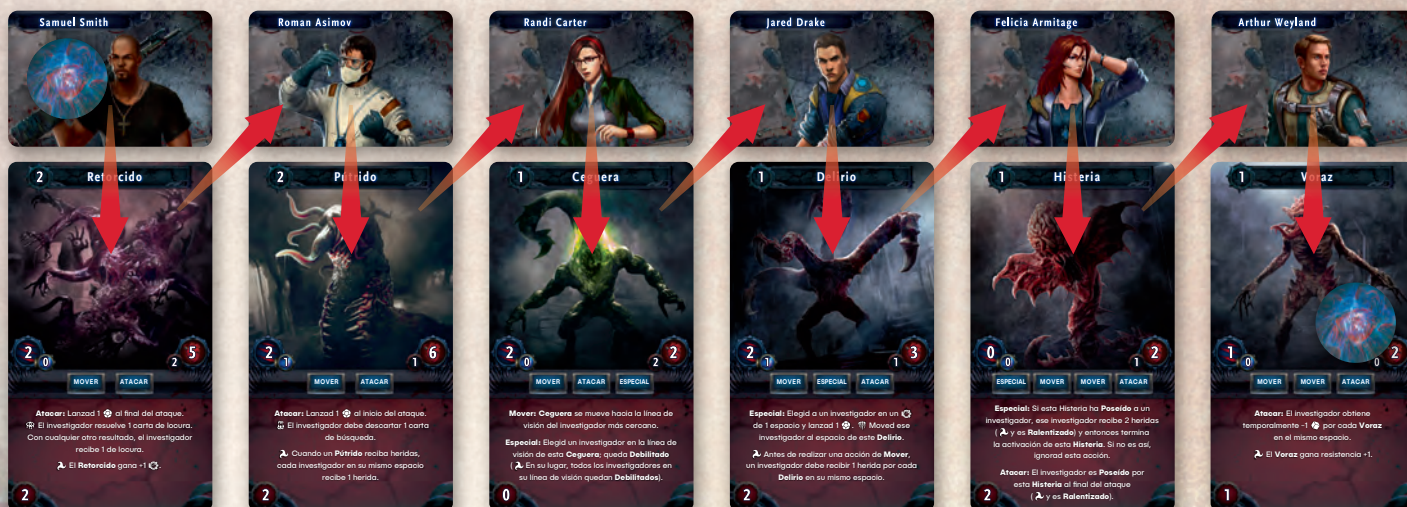 Samuel Smith
Roman Asimov
Randi Carter
Jared Drake
Felicia Armitage
Arthur Weyland
2 Retorcido
2 0 2 5
MOVER ATACAR
Atacar: Lanzad 1 al final del ataque.
El investigador resuelve 1 carta de locura.
Con cualquier otro resultado, el investigador
recibe 1 de locura.
El Retorcido gana +1
2
2 Pútrido
2 1 1 6
MOVER ATACAR
Atacar: Lanzad 1 al inicio del ataque.
El investigador debe descartar 1 carta
de búsqueda.
Cuando un Pútrido reciba heridas,
cada investigador en su mismo espacio
recibe 1 herida.
2
1 Ceguera
2 0 2 2
MOVER ATACAR ESPECIAL
Mover: Ceguera se mueve hacia la línea de
visión del investigador más cercano.
Especial: Elegid un investigador en la línea de
visión de esta Ceguera; queda Debilitado
( En su lugar, todos los investigadores en
su línea de visión quedan Debilitados).
0
1 Delirio
2 1 1 3
MOVER ESPECIAL ATACAR
Especial: Elegid a un investigador en un
de 1 espacio y lanzad 1 . Moved ese
investigador al espacio de este Delirio.
Antes de realizar una acción de Mover,
un investigador debe recibir 1 herida por cada
Delirio en su mismo espacio.
2
1 Histeria
0 0 1 2
ESPECIAL MOVER MOVER ATACAR
Especial: Si esta Histeria ha Poseído a un
investigador, ese investigador recibe 2 heridas
( y es Ralentizado) y entonces termina
la activación de esta Histeria. Si no es así,
ignorad esta acción.
Atacar: El investigador es Poseído por
esta Histeria al final del ataque
( y es Ralentizado).
2
1 Voraz
1 0 0 2
MOVER MOVER ATACAR
Atacar: El investigador obtiene
temporalmente -1 por cada Voraz
en el mismo espacio.
El Voraz gana resistencia +1.
1